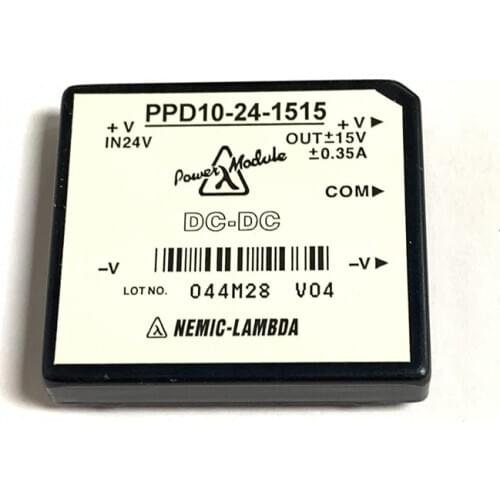 PPD10-24-1515
+V +V
IN24V OUT±15V
±0.35A
Power Module
COM
DC-DC
-V -V
LOT NO. 044M28 V04
NEMIC-LAMBDA